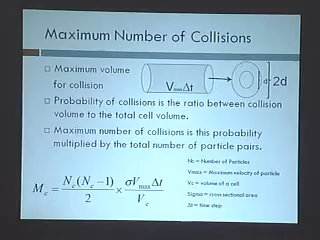 Maximum Number of Collisions
Maximum volume
for collision
VmaxΔt
d
2d
Probability of collisions is the ratio between collision
volume to the total cell volume.
Maximum number of collisions is this probability
multiplied by the total number of particle pairs.
Mc = Nc(Nc −1)/2 × σVmaxΔt/Vc
Nc = Number of Particles
Vmax = Maximum velocity of particle
Vc = volume of a cell
Sigma = cross sectional area
Δt = time step